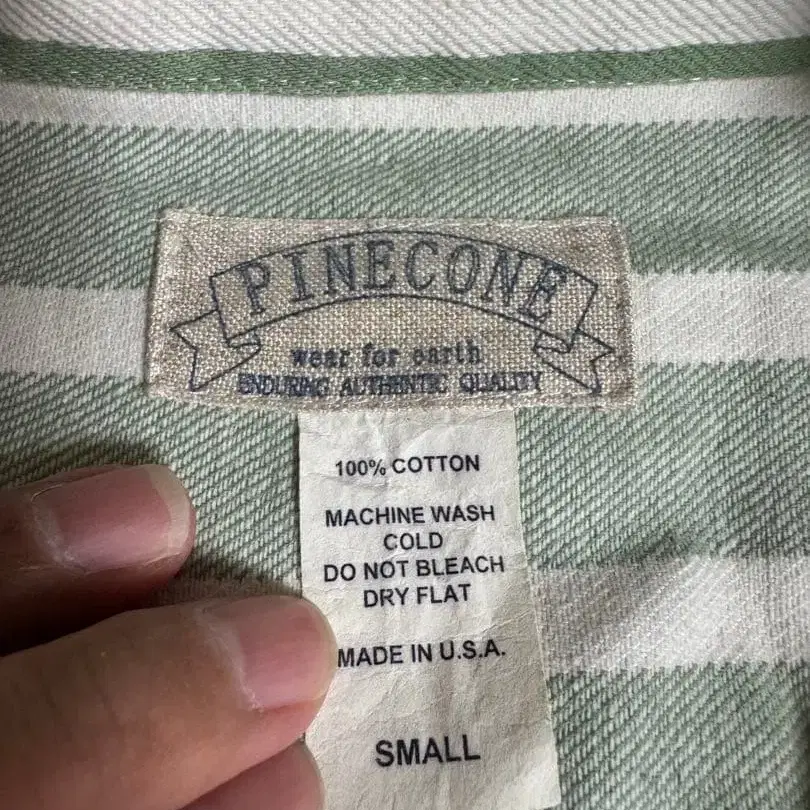 PINECONE
wear for earth
ENDURING AUTHENTIC QUALITY
100% COTTON
MACHINE WASH
COLD
DO NOT BLEACH
DRY FLAT
MADE IN U.S.A.
SMALL